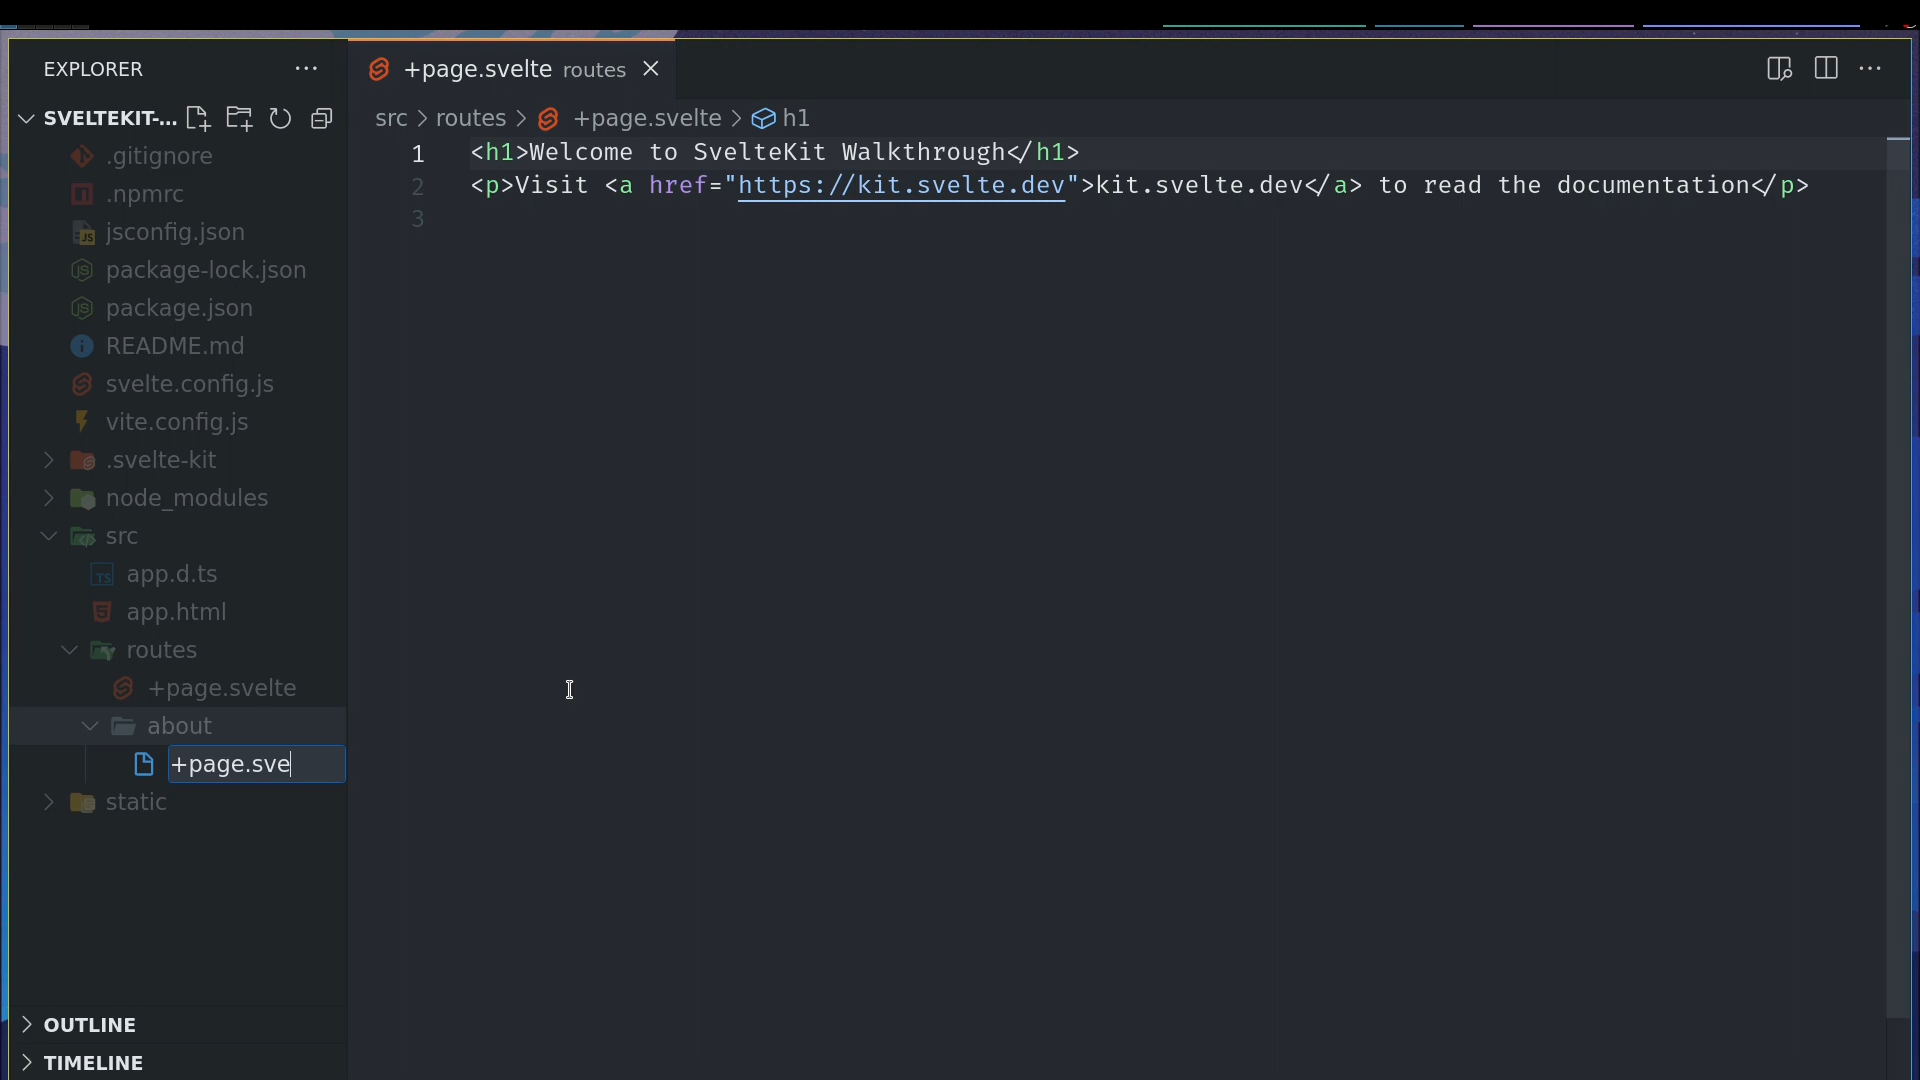 EXPLORER
SVELTEKIT-...
.gitignore
.npmrc
jsconfig.json
package-lock.json
package.json
README.md
svelte.config.js
vite.config.js
.svelte-kit
node_modules
src
app.d.ts
app.html
routes
+page.svelte
about
+page.sve
static
OUTLINE
TIMELINE
+page.svelte routes
src > routes > +page.svelte > h1
1 <h1>Welcome to SvelteKit Walkthrough</h1>
2 <p>Visit <a href="https://kit.svelte.dev">kit.svelte.dev</a> to read the documentation</p>
3